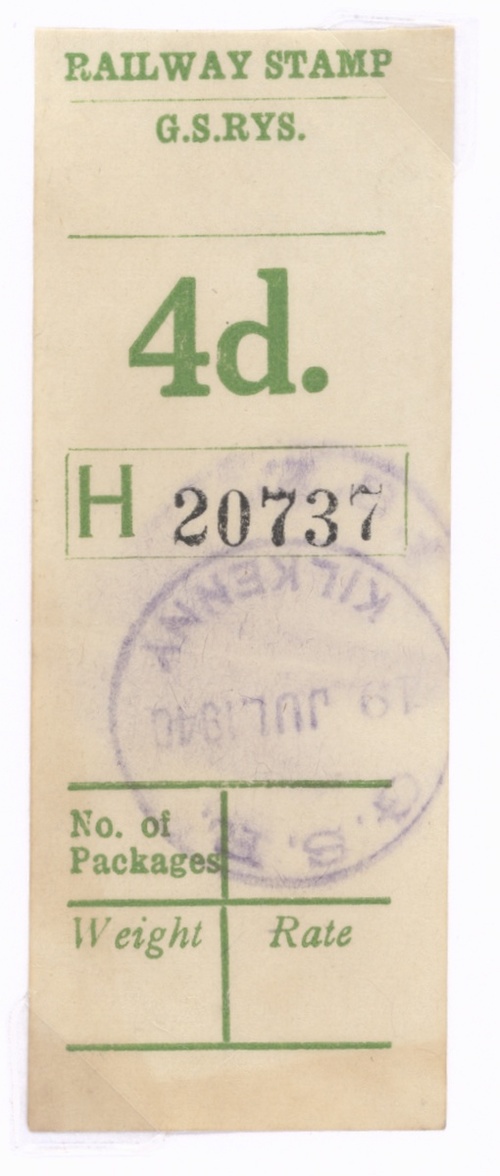 RAILWAY STAMP
G.S.RYS.
4d.
H 20737
KILKENNY
19 JUL 1940
G.S.R.
No. of
Packages
Weight Rate